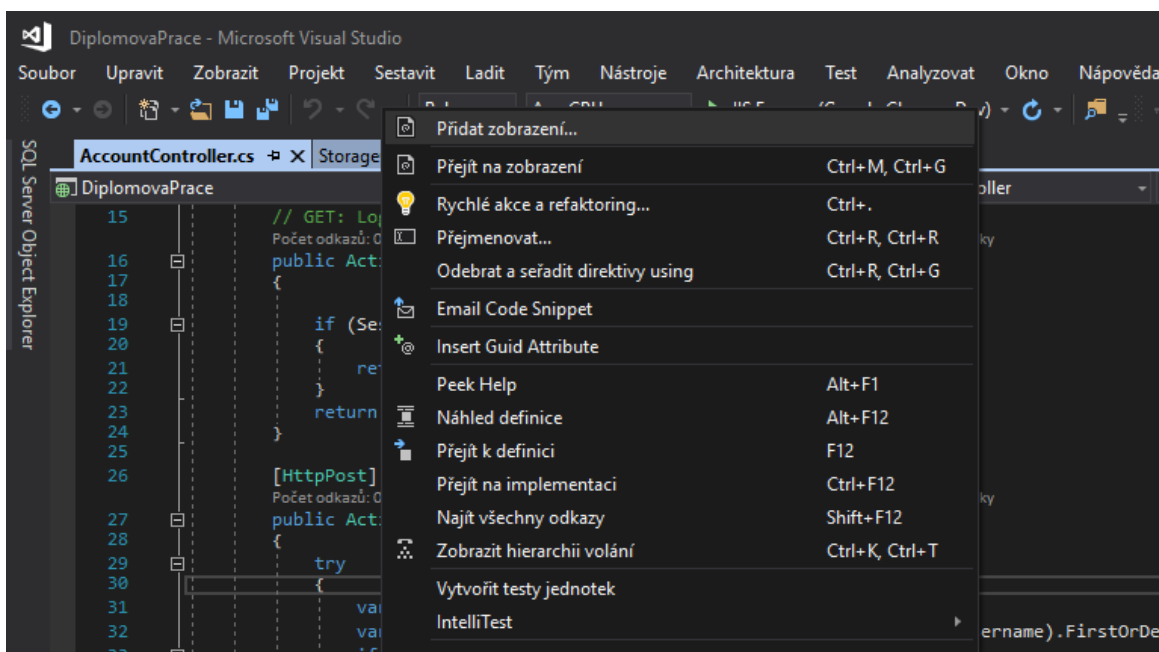 DiplomovaPrace - Microsoft Visual Studio
Soubor Upravit Zobrazit Projekt Sestavit Ladit Tým Nástroje Architektura Test Analyzovat Okno Nápověda
SQL Server Object Explorer
AccountController.cs Storage
DiplomovaPrace
Přidat zobrazení...
Přejít na zobrazení Ctrl+M, Ctrl+G
Rychlé akce a refaktoring... Ctrl+.
Přejmenovat... Ctrl+R, Ctrl+R
Odebrat a seřadit direktivy using Ctrl+R, Ctrl+G
Email Code Snippet
Insert Guid Attribute
Peek Help Alt+F1
Náhled definice Alt+F12
Přejít k definici F12
Přejít na implementaci Ctrl+F12
Najít všechny odkazy Shift+F12
Zobrazit hierarchii volání Ctrl+K, Ctrl+T
Vytvořit testy jednotek
IntelliTest
15 // GET: Lo
Počet odkazů: 0
16 public Act
17 {
18
19 if (Se
20 {
21 re
22 }
23 return
24 }
25
26 [HttpPost]
Počet odkazů: 0
27 public Act
28 {
29 try
30 {
31 va
32 va ername).FirstOrDe